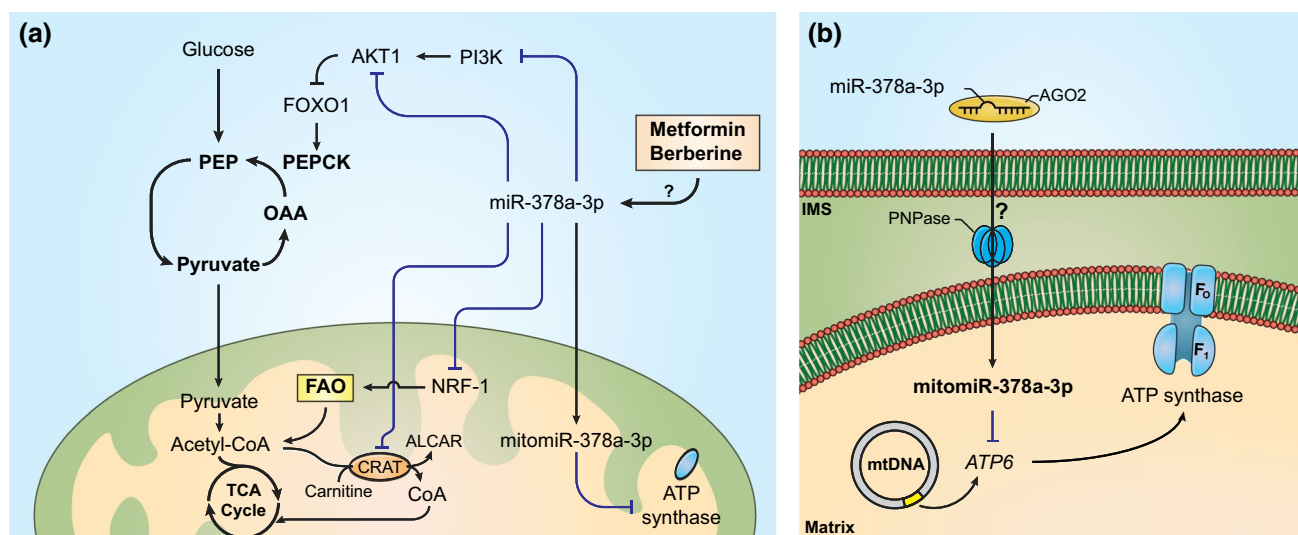 (a)
Glucose
AKT1
PI3K
FOXO1
PEP
PEPCK
Metformin
Berberine
?
OAA
miR-378a-3p
Pyruvate
FAO
NRF-1
Pyruvate
Acetyl-CoA
ALCAR
mitomiR-378a-3p
CRAT
Carnitine
CoA
TCA
Cycle
ATP
synthase
(b)
miR-378a-3p
AGO2
IMS
PNPase
?
Fo
F1
mitomiR-378a-3p
ATP synthase
mtDNA
ATP6
Matrix